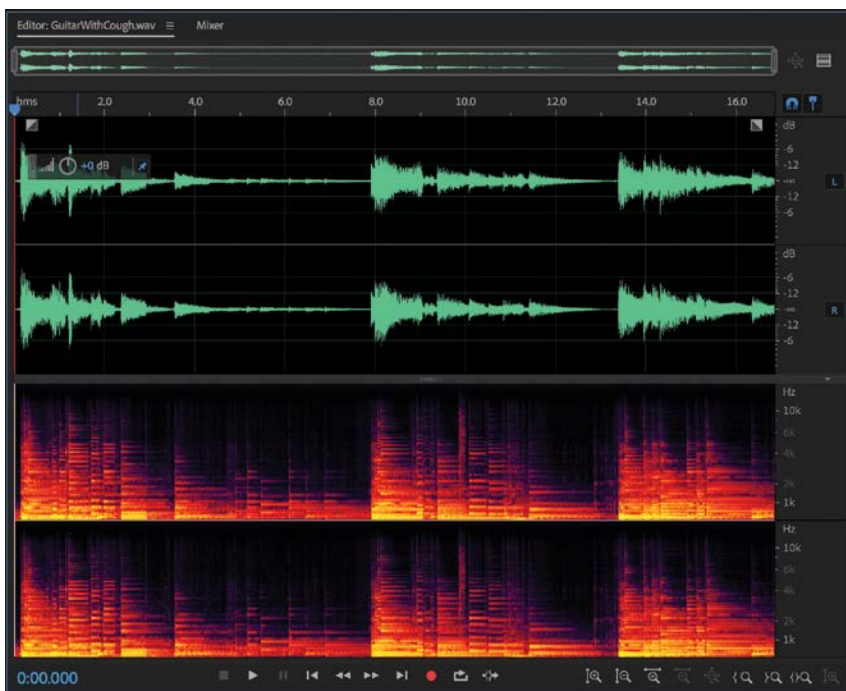 Editor: GuitarWithCough.wav Mixer
hms 2.0 4.0 6.0 8.0 10.0 12.0 14.0 16.0
dB
-6
-12
+0 dB
-∞
L
-12
-6
dB
-6
-12
-∞
R
-12
-6
Hz
10k
6k
4k
2k
1k
Hz
10k
6k
4k
2k
1k
0:00.000